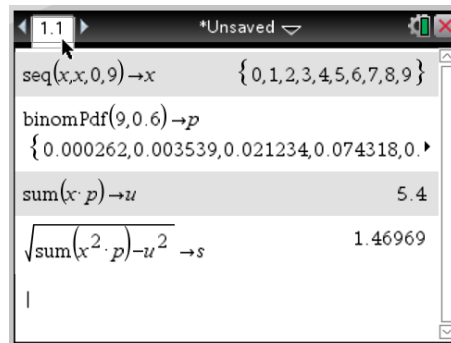 1.1 *Unsaved
seq(x,x,0,9)→x {0,1,2,3,4,5,6,7,8,9}
binomPdf(9,0.6)→p
{0.000262,0.003539,0.021234,0.074318,0.
sum(x·p)→u 5.4
√sum(x²·p)−u² →s 1.46969